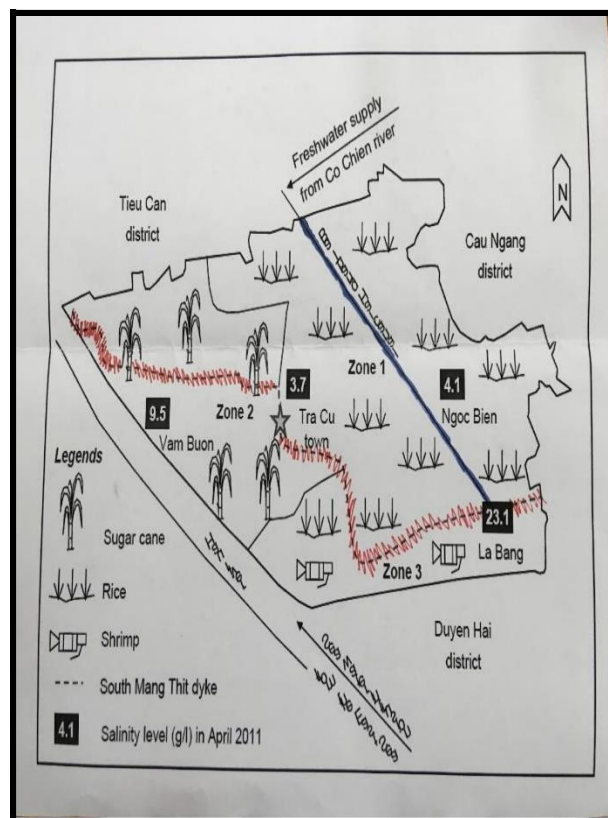 Freshwater supply
from Co Chien river
N
Tieu Can
district
Cau Ngang
district
Zone 1
3.7
4.1
Ngoc Bien
9.5
Zone 2
Tra Cu
town
Vam Buon
Legends
23.1
La Bang
Sugar cane
Zone 3
Rice
Shrimp
Duyen Hai
district
South Mang Thit dyke
4.1
Salinity level (g/l) in April 2011